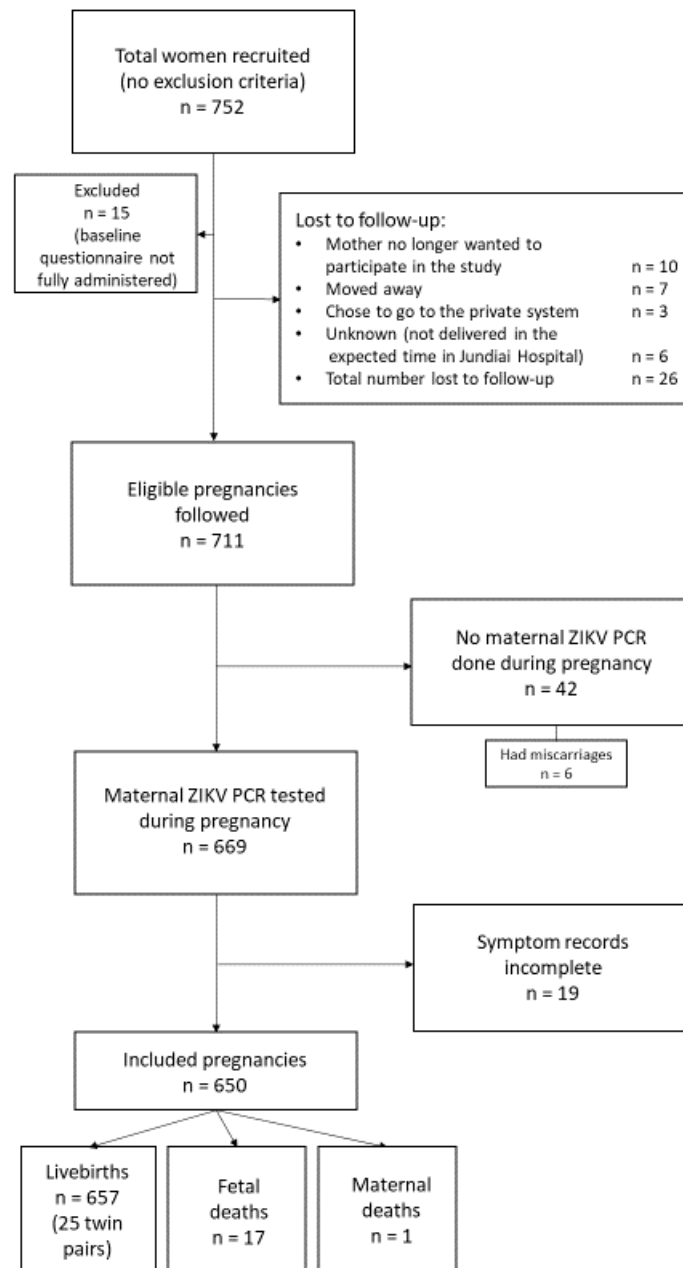 Total women recruited
(no exclusion criteria)
n = 752
Excluded
n = 15
(baseline
questionnaire not
fully administered)
Lost to follow-up:
• Mother no longer wanted to
participate in the study n = 10
• Moved away n = 7
• Chose to go to the private system n = 3
• Unknown (not delivered in the
expected time in Jundiai Hospital) n = 6
• Total number lost to follow-up n = 26
Eligible pregnancies
followed
n = 711
No maternal ZIKV PCR
done during pregnancy
n = 42
Had miscarriages
n = 6
Maternal ZIKV PCR tested
during pregnancy
n = 669
Symptom records
incomplete
n = 19
Included pregnancies
n = 650
Livebirths
n = 657
(25 twin
pairs)
Fetal
deaths
n = 17
Maternal
deaths
n = 1